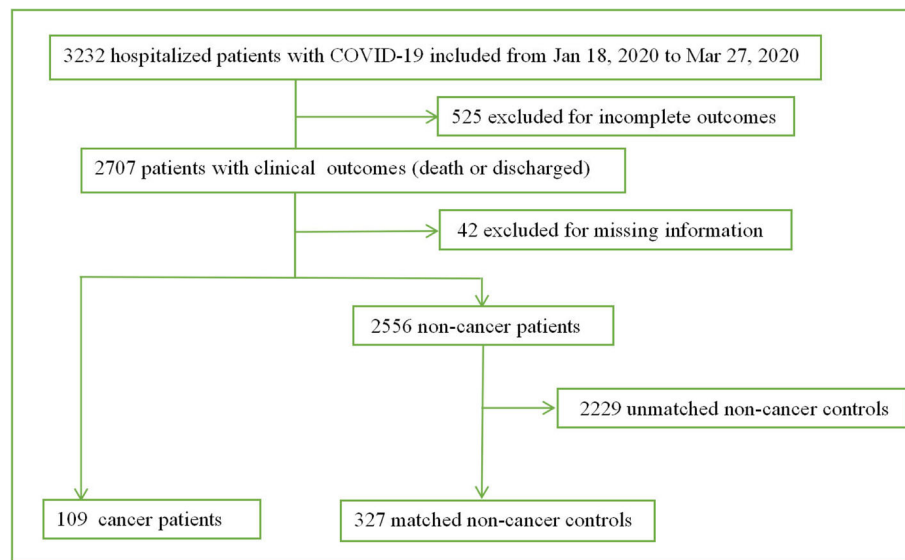 3232 hospitalized patients with COVID-19 included from Jan 18, 2020 to Mar 27, 2020
525 excluded for incomplete outcomes
2707 patients with clinical outcomes (death or discharged)
42 excluded for missing information
2556 non-cancer patients
2229 unmatched non-cancer controls
109 cancer patients
327 matched non-cancer controls